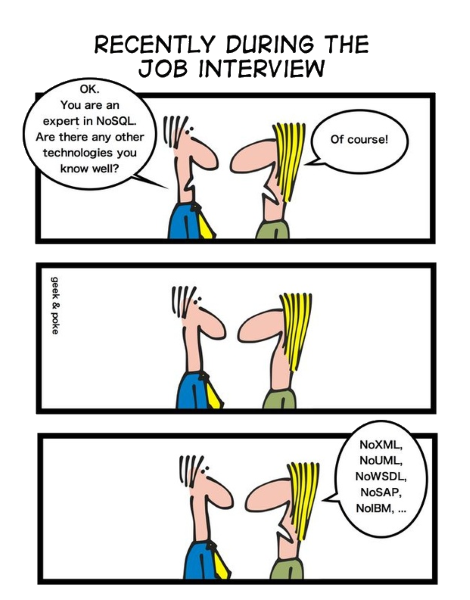 RECENTLY DURING THE
JOB INTERVIEW
OK.
You are an
expert in NoSQL.
Are there any other
technologies you
know well?
Of course!
geek & poke
NoXML,
NoUML,
NoWSDL,
NoSAP,
NoIBM, ...